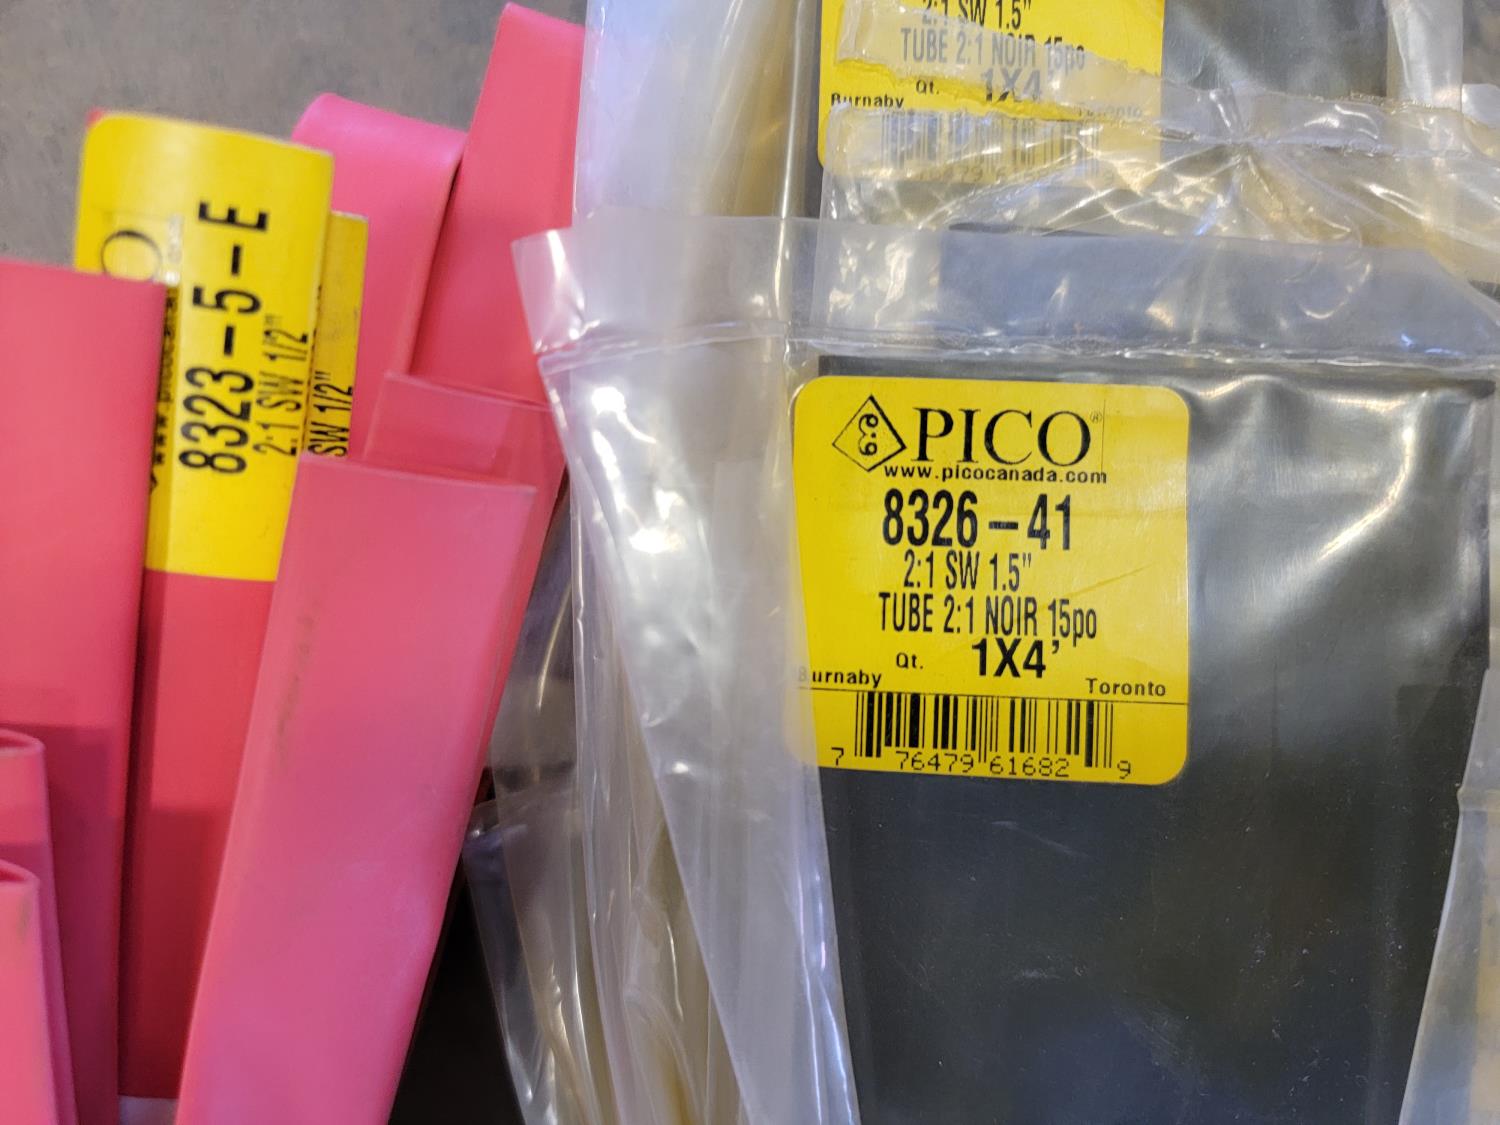 2:1 SW 1.5"
TUBE 2:1 NOIR 15po
Qt. 1X4'
Burnaby Toronto
8323-5-E
2:1 SW 1/2"
SW 1/2"
PICO®
www.picocanada.com
8326-41
2:1 SW 1.5"
TUBE 2:1 NOIR 15po
Qt. 1X4'
Burnaby Toronto
7 76479 61682 9